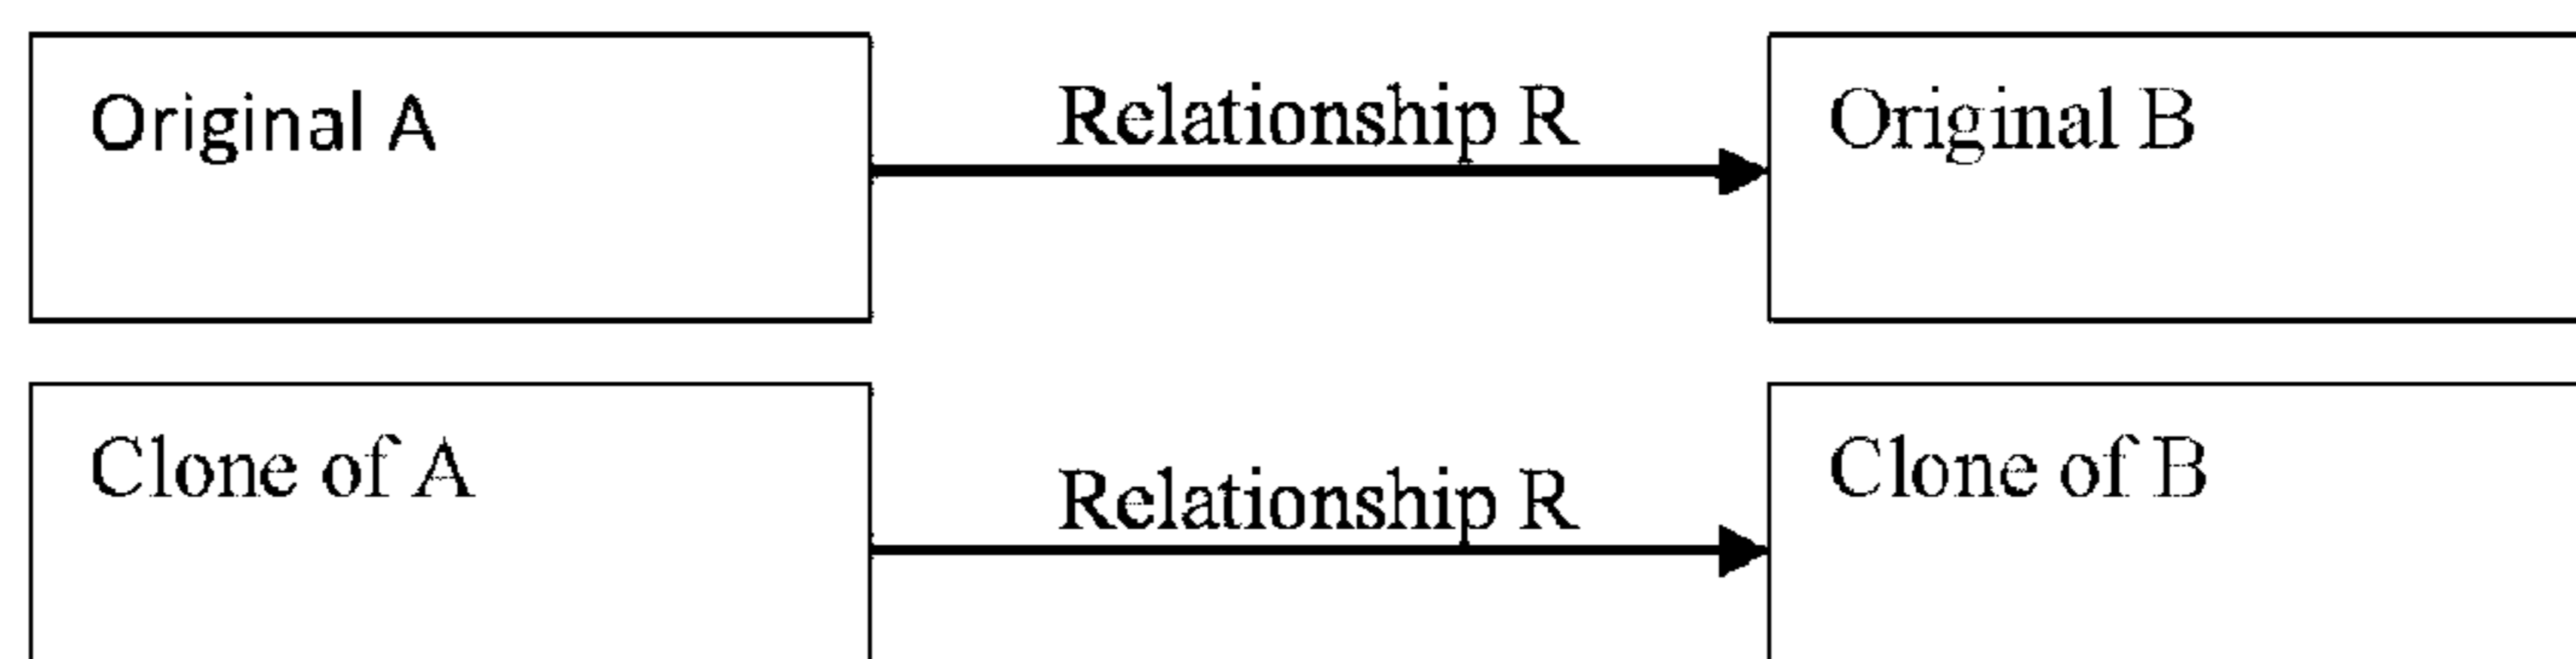 Original A
Relationship R
Original B
Clone of A
Relationship R
Clone of B